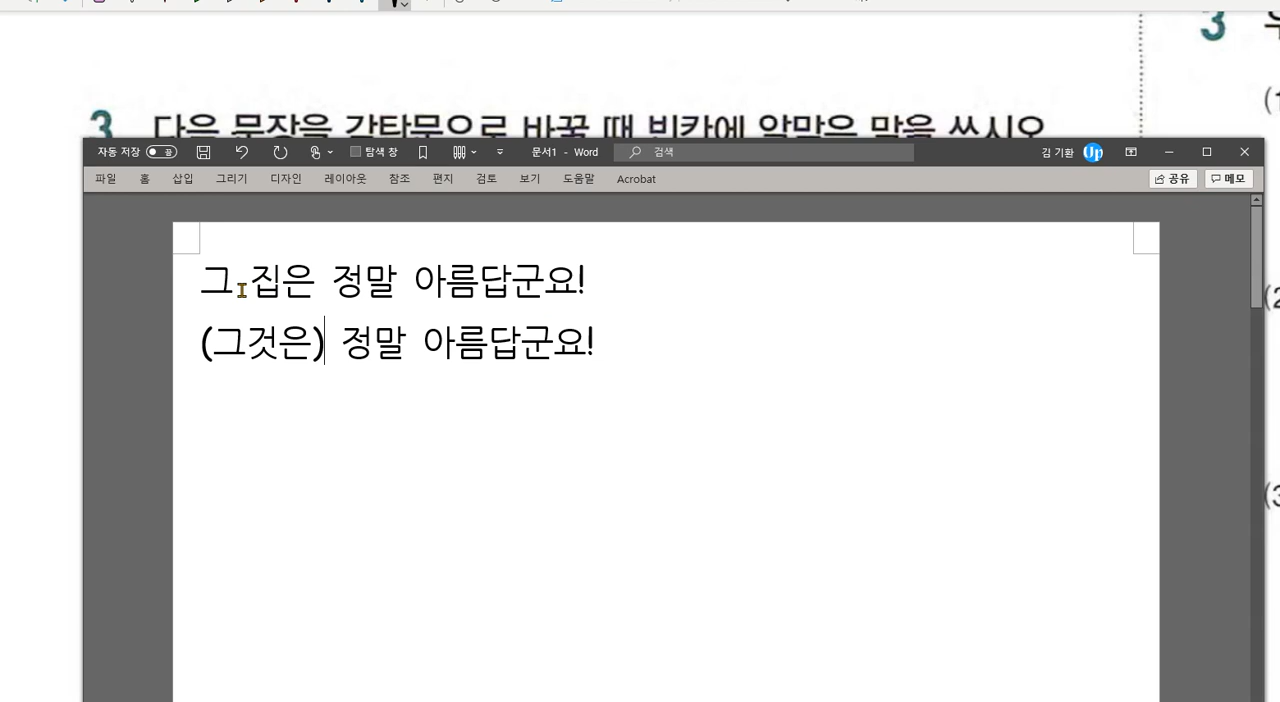 3
3 다음 문장을 감탄문으로 바꿀 때 빈칸에 알맞은 말을 쓰시오
자동 저장 끔 탐색 창 문서1 - Word 검색 김 기환 Up
파일 홈 삽입 그리기 디자인 레이아웃 참조 편지 검토 보기 도움말 Acrobat 공유 메모
그 집은 정말 아름답군요!
(그것은) 정말 아름답군요!